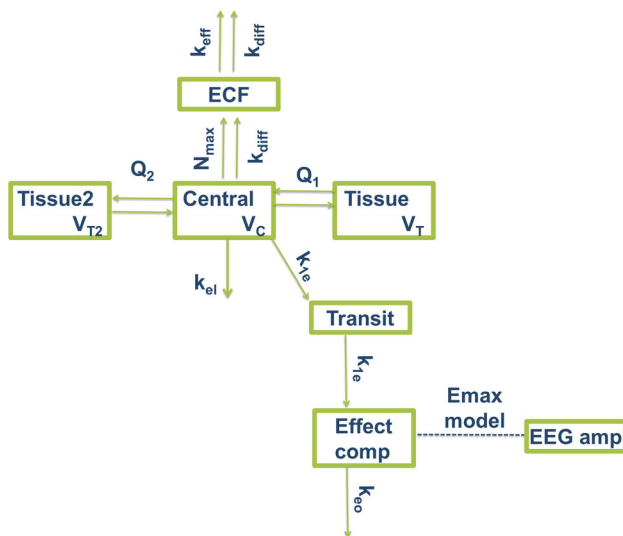 k_eff k_diff
ECF
N_max k_diff
Q_2 Q_1
Tissue2 Central Tissue
V_T2 V_C V_T
k_el k_1e
Transit
k_1e
Emax
model
Effect
comp
EEG amp
k_eo